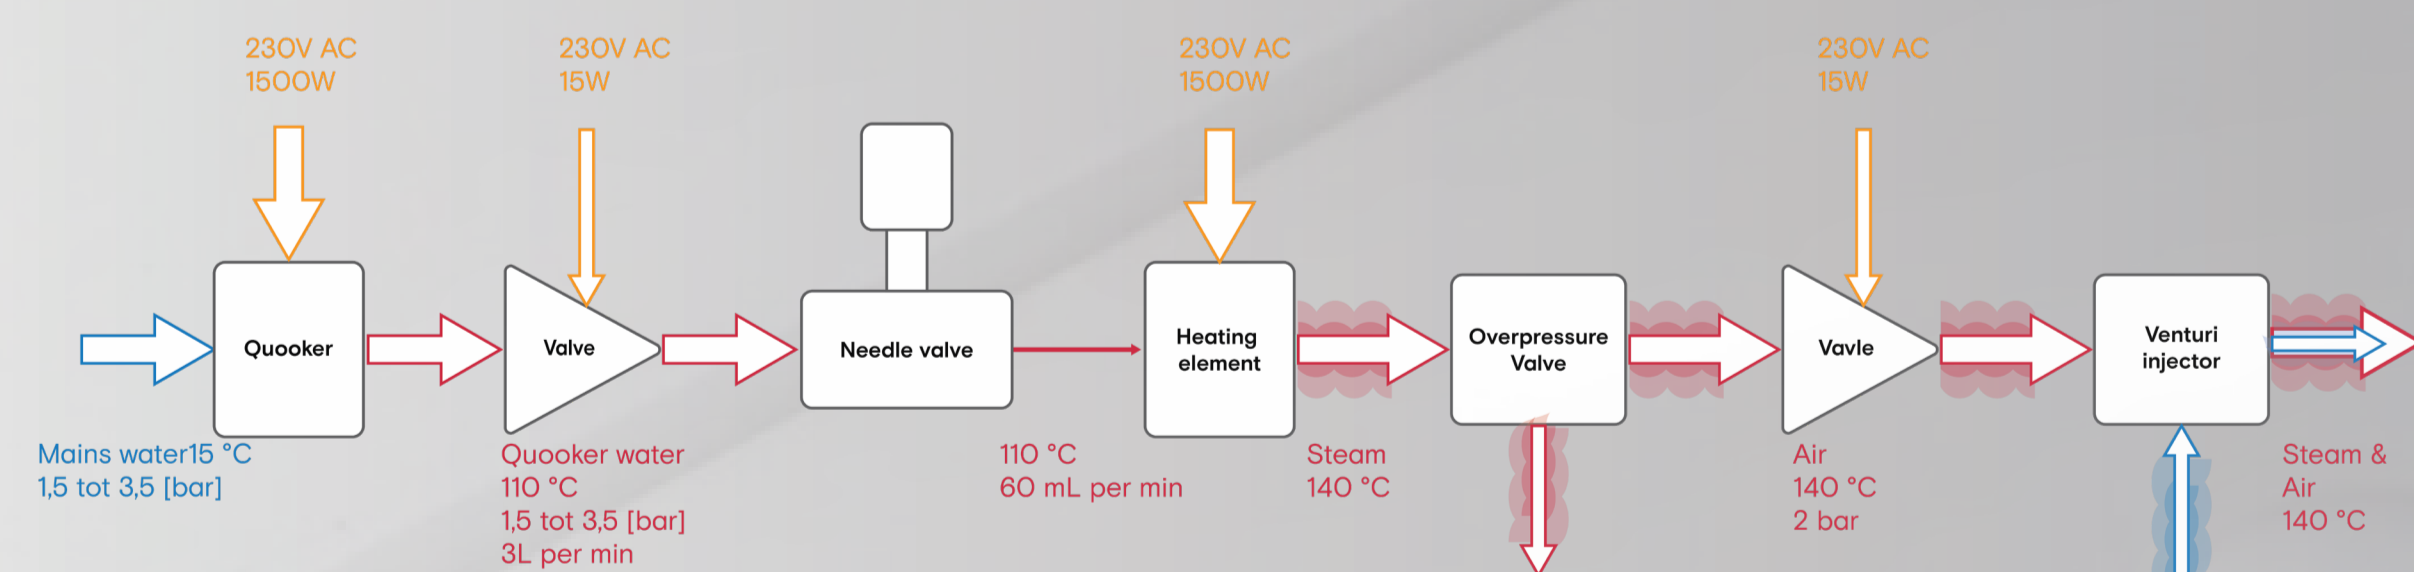 230V AC
1500W
230V AC
15W
230V AC
1500W
230V AC
15W
Quooker
Valve
Needle valve
Heating
element
Overpressure
Valve
Vavle
Venturi
injector
Mains water15 °C
1,5 tot 3,5 [bar]
Quooker water
110 °C
1,5 tot 3,5 [bar]
3L per min
110 °C
60 mL per min
Steam
140 °C
Air
140 °C
2 bar
Steam &
Air
140 °C